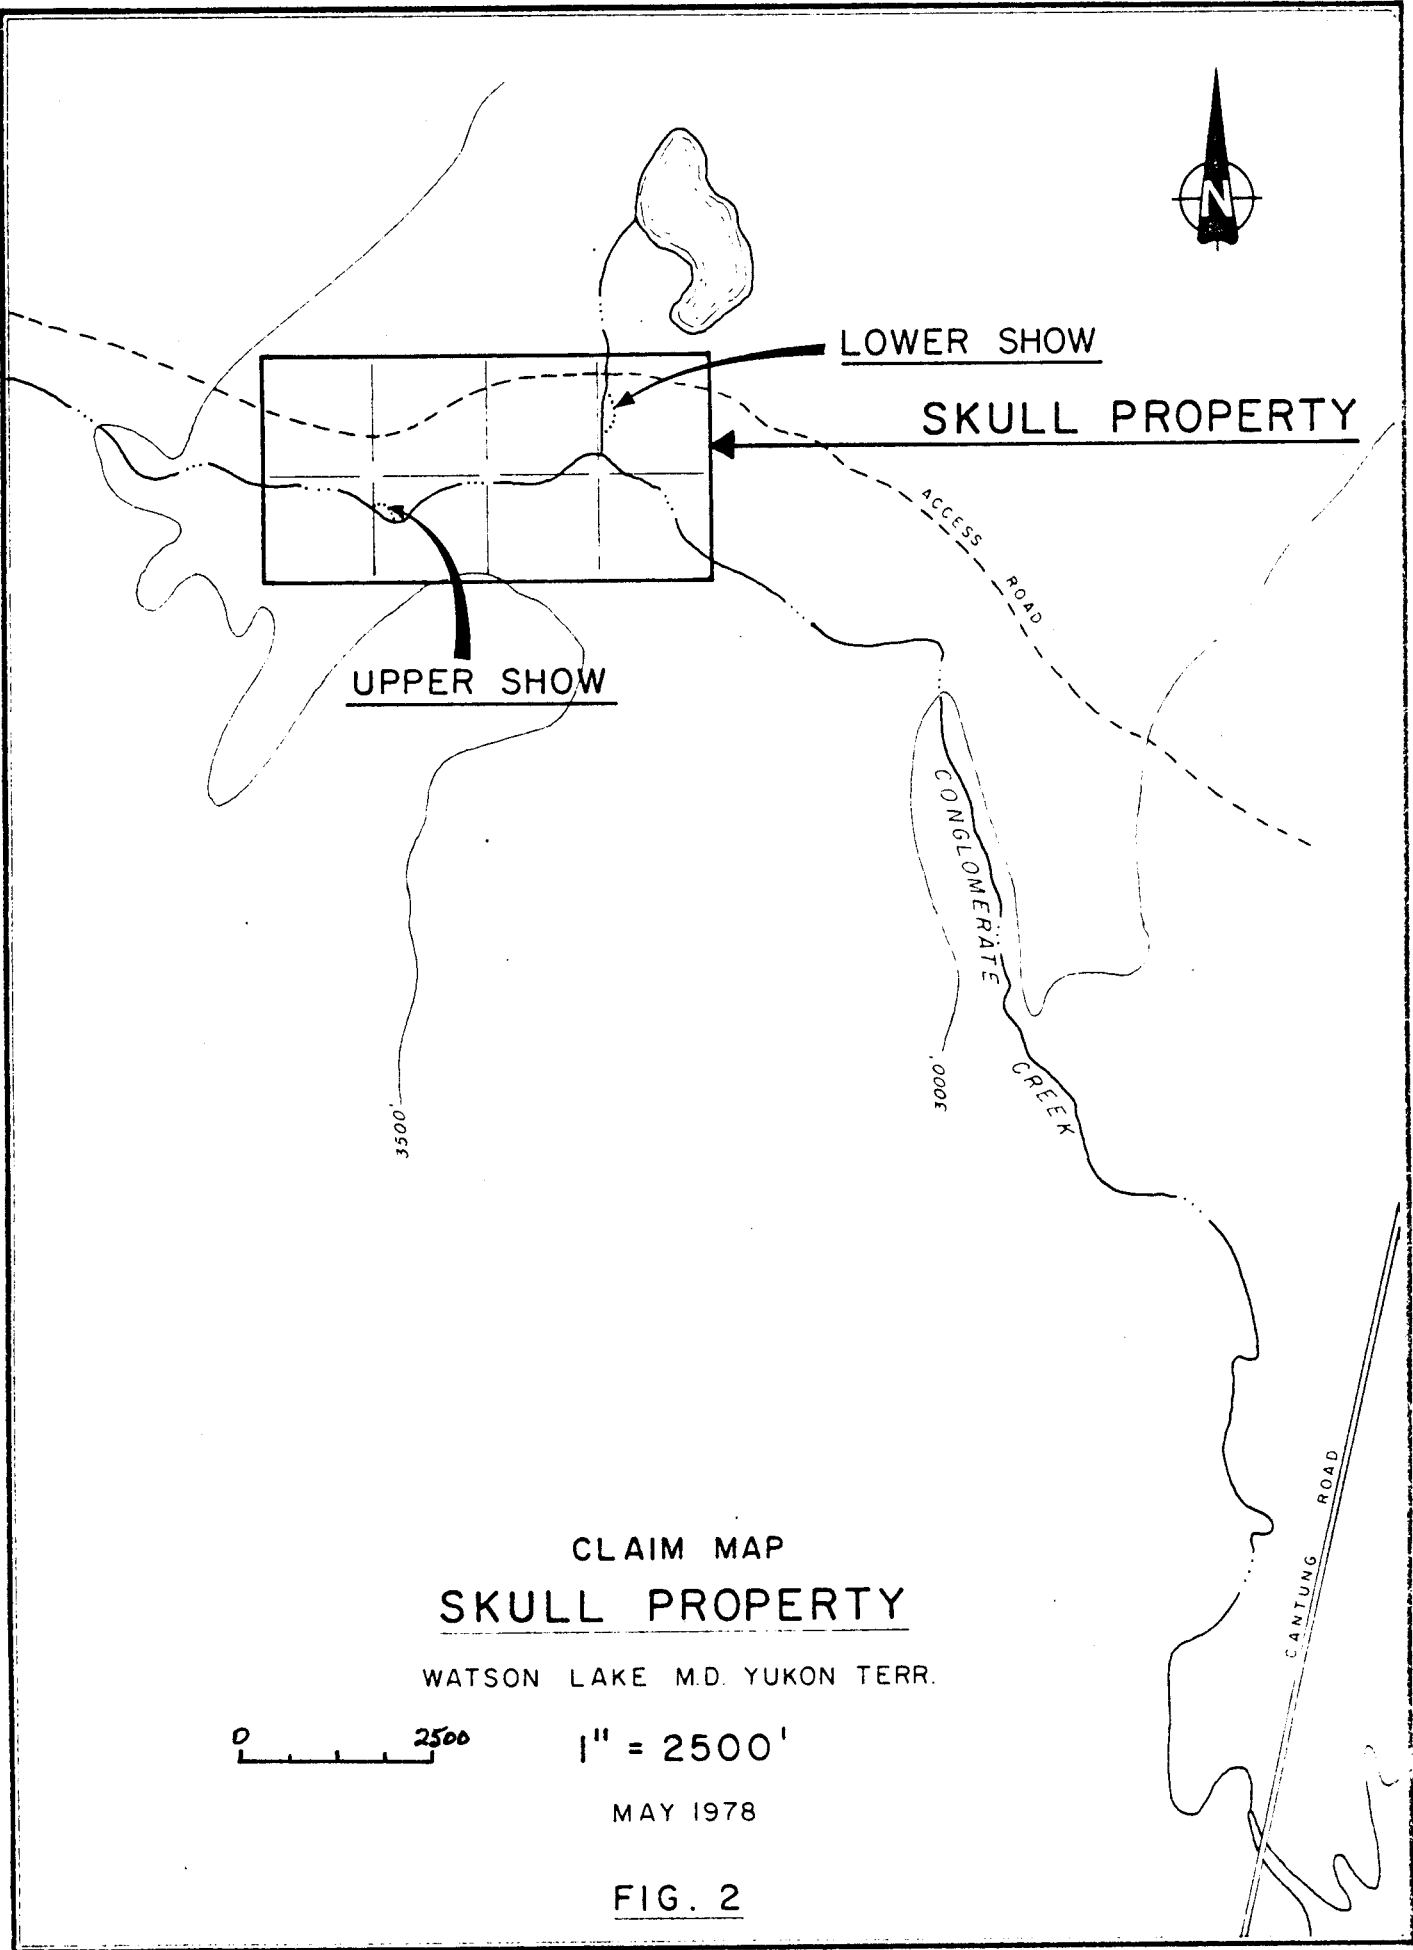 N
LOWER SHOW
SKULL PROPERTY
ACCESS ROAD
UPPER SHOW
CONGLOMERATE CREEK
3000'
3500'
CANTUNG ROAD
CLAIM MAP
SKULL PROPERTY
WATSON LAKE M.D. YUKON TERR.
0 2500
1" = 2500'
MAY 1978
FIG. 2